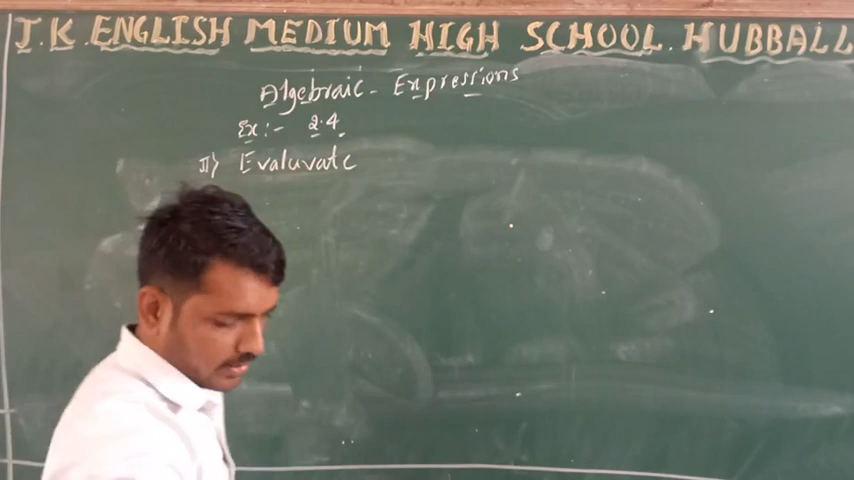 J.K ENGLISH MEDIUM HIGH SCHOOL. HUBBALL
Algebraic - Expressions
Ex:- 2.4.
II) Evaluvate